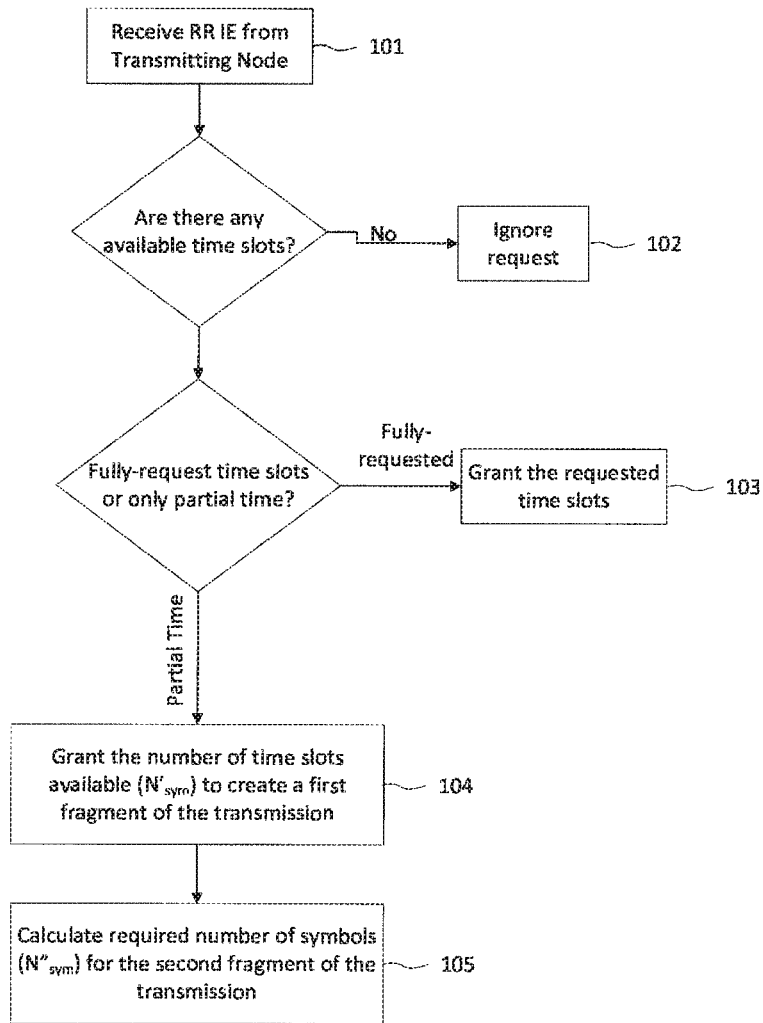 Receive RR IE from
Transmitting Node
101
Are there any
available time slots?
No
Ignore
request
102
Fully-
requested
Fully-request time slots
or only partial time?
Grant the requested
time slots
103
Partial Time
Grant the number of time slots
available (N'sym) to create a first
fragment of the transmission
104
Calculate required number of symbols
(N"sym) for the second fragment of the
transmission
105